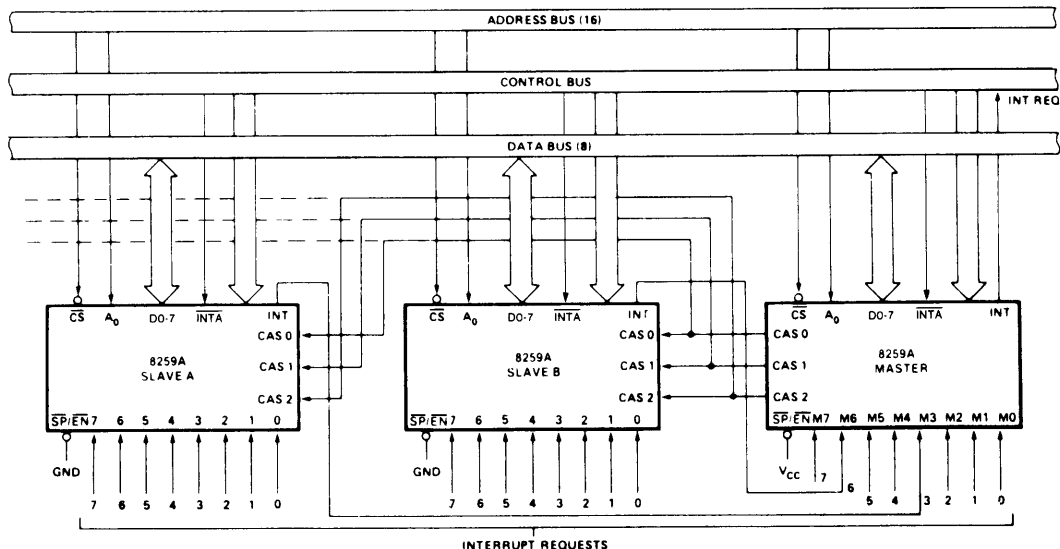 ADDRESS BUS (16)
CONTROL BUS
INT REQ
DATA BUS (8)
CS A0 D0-7 INTA INT
CAS 0
8259A
SLAVE A
CAS 1
CAS 2
SP/EN 7 6 5 4 3 2 1 0
GND
7 6 5 4 3 2 1 0
CS A0 D0-7 INTA INT
CAS 0
8259A
SLAVE B
CAS 1
CAS 2
SP/EN 7 6 5 4 3 2 1 0
GND
7 6 5 4 3 2 1 0
CS A0 D0-7 INTA INT
CAS 0
8259A
MASTER
CAS 1
CAS 2
SP/EN M7 M6 M5 M4 M3 M2 M1 M0
VCC
7 6 5 4 3 2 1 0
INTERRUPT REQUESTS